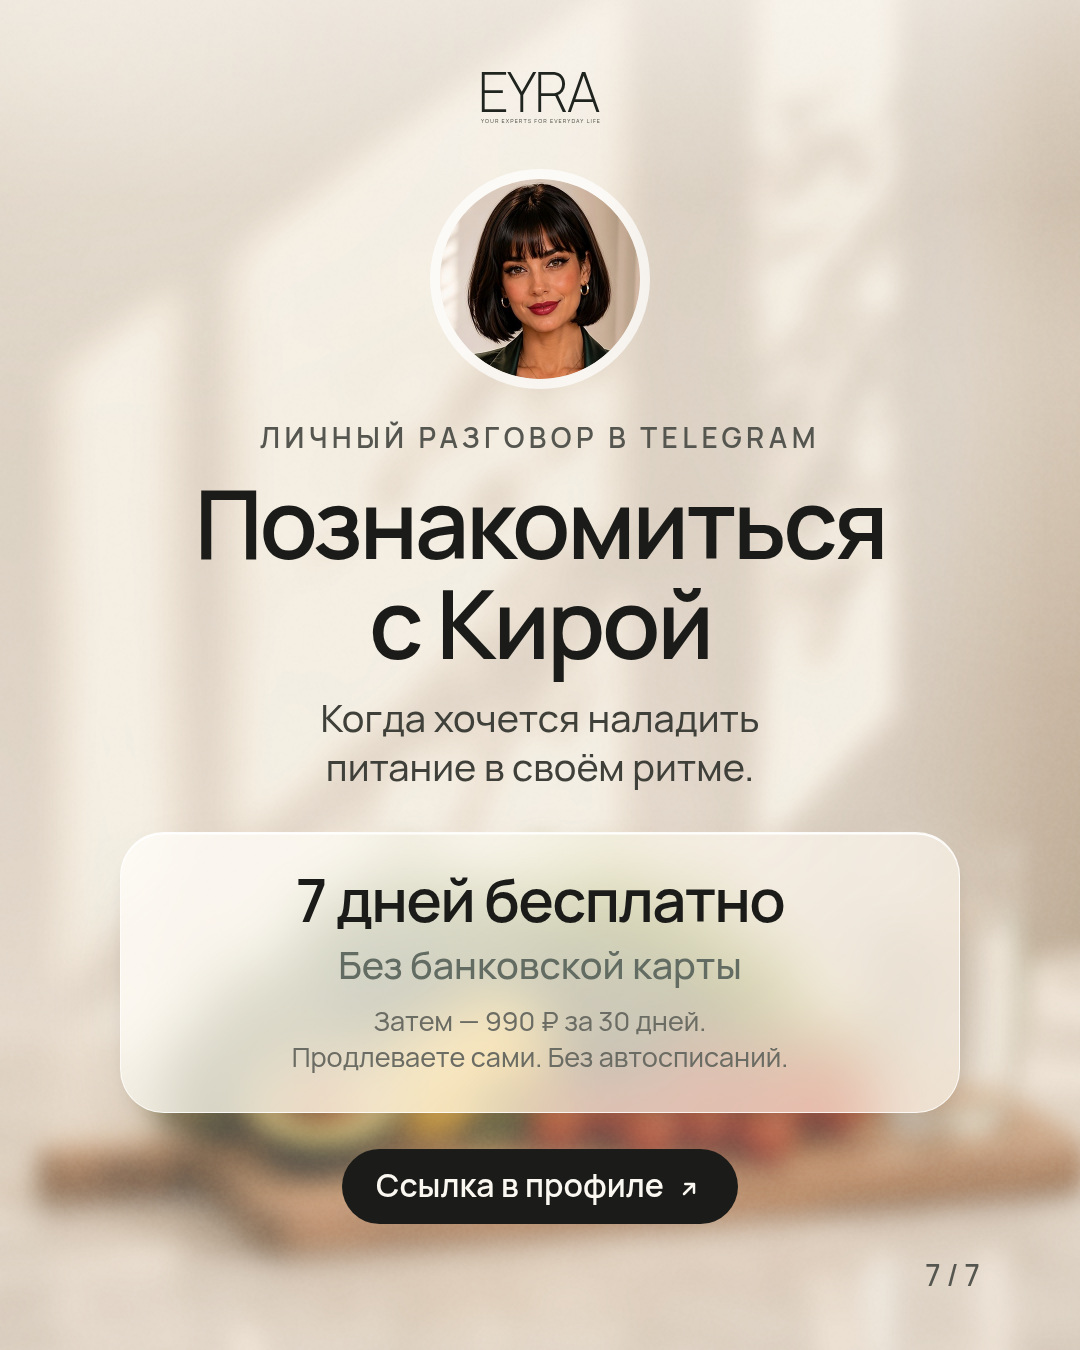 EYRA
YOUR EXPERTS FOR EVERYDAY LIFE
ЛИЧНЫЙ РАЗГОВОР В TELEGRAM
Познакомиться
с Кирой
Когда хочется наладить
питание в своём ритме.
7 дней бесплатно
Без банковской карты
Затем — 990 ₽ за 30 дней.
Продлеваете сами. Без автосписаний.
Ссылка в профиле ↗
7 / 7